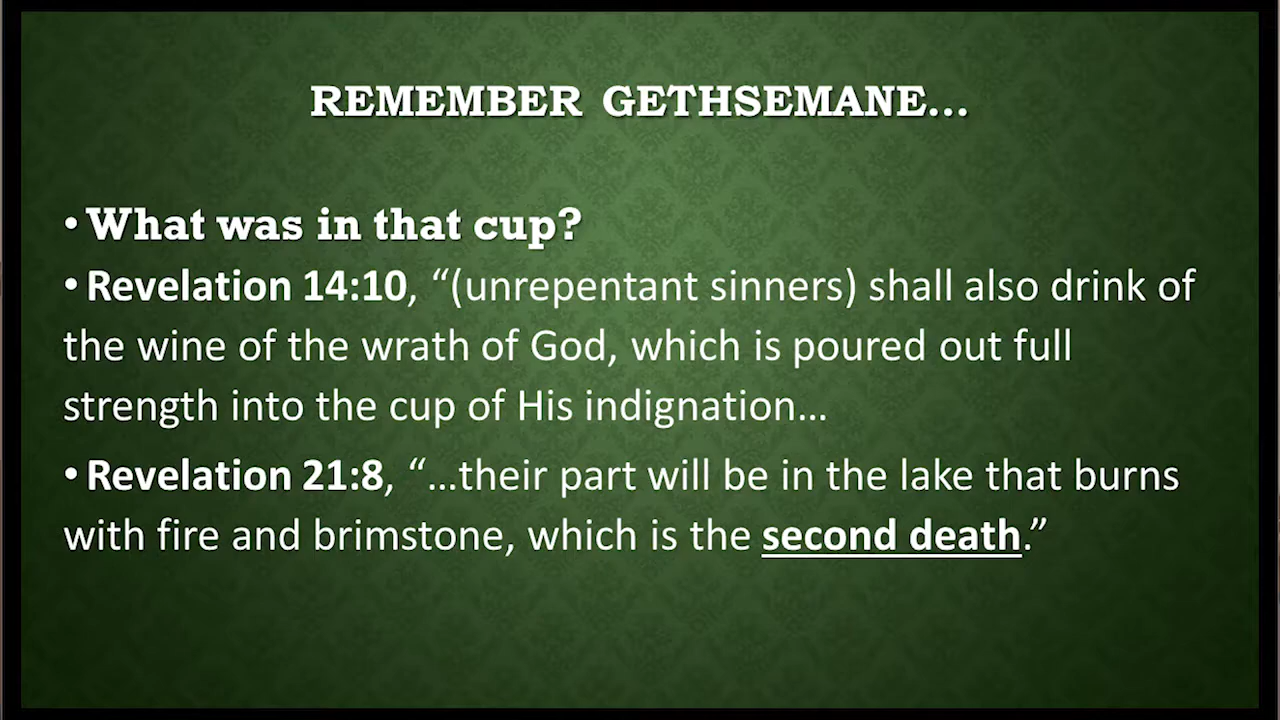 REMEMBER GETHSEMANE...
• What was in that cup?
• Revelation 14:10, “(unrepentant sinners) shall also drink of
the wine of the wrath of God, which is poured out full
strength into the cup of His indignation...
• Revelation 21:8, “...their part will be in the lake that burns
with fire and brimstone, which is the second death.”